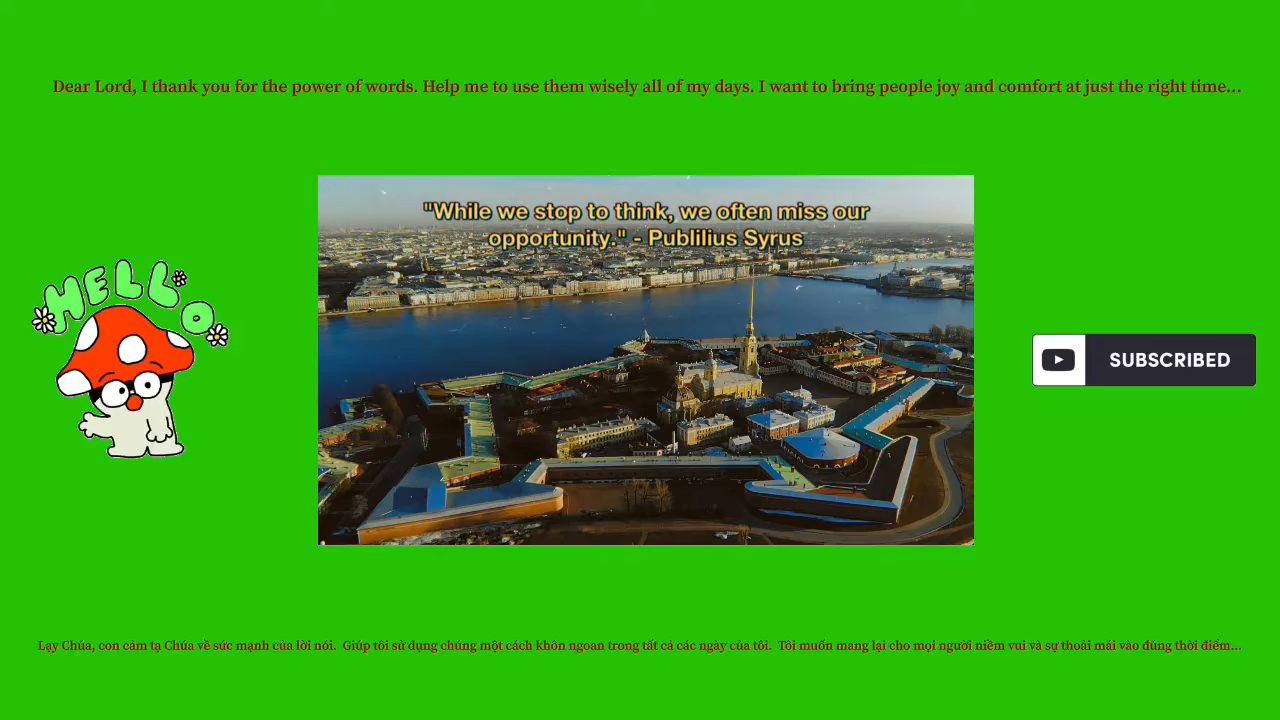 Dear Lord, I thank you for the power of words. Help me to use them wisely all of my days. I want to bring people joy and comfort at just the right time...
"While we stop to think, we often miss our
opportunity." - Publilius Syrus
HELLO
SUBSCRIBED
Lạy Chúa, con cảm tạ Chúa về sức mạnh của lời nói.  Giúp tôi sử dụng chúng một cách khôn ngoan trong tất cả các ngày của tôi.  Tôi muốn mang lại cho mọi người niềm vui và sự thoải mái vào đúng thời điểm...